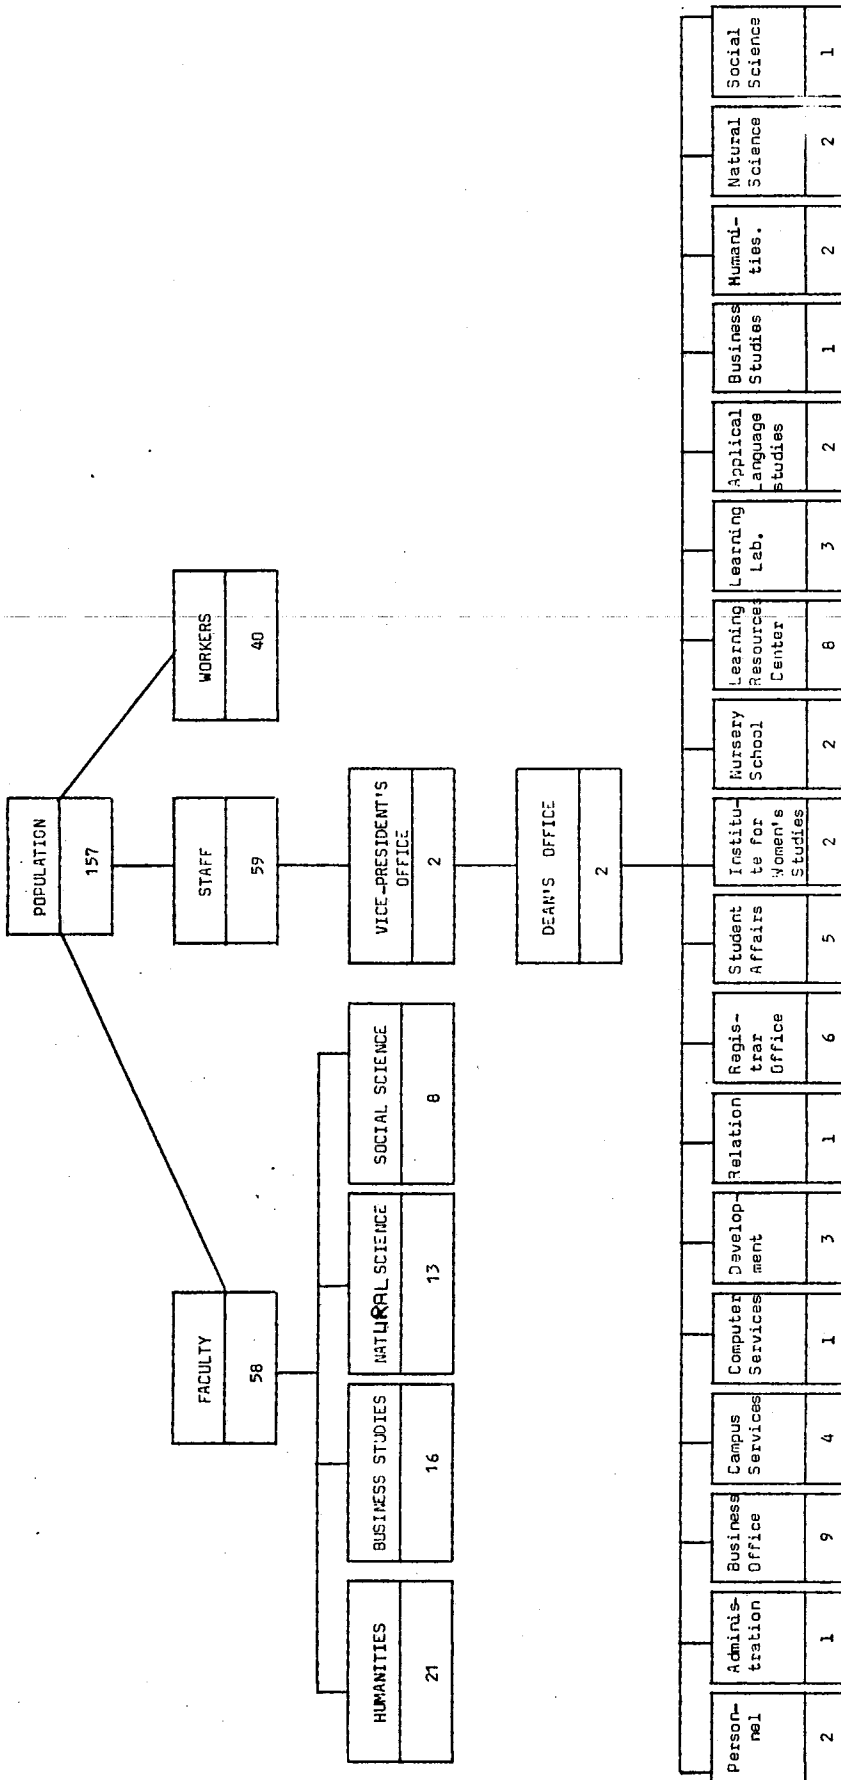 POPULATION
157
FACULTY
58
STAFF
59
WORKERS
40
HUMANITIES
21
BUSINESS STUDIES
16
NATURAL SCIENCE
13
SOCIAL SCIENCE
8
VICE-PRESIDENT'S
OFFICE
2
DEAN'S OFFICE
2
Person-
nel
2
Adminis-
tration
1
Business
Office
9
Campus
Services
4
Computer
Services
1
Develop-
ment
3
Relation
1
Regis-
trar
Office
6
Student
Affairs
5
Institu-
te for
Women's
Studies
2
Nursery
School
2
Learning
Resources
Center
8
Learning
Lab.
3
Applical
Language
studies
2
Business
Studies
1
Humani-
ties.
2
Natural
Science
2
Social
Science
1